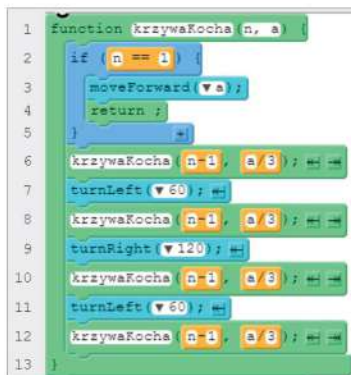 1 function krzywaKocha(n, a) {
2 if (n == 1) {
3 moveForward(▼a);
4 return ;
5 }
6 krzywaKocha(n-1, a/3);
7 turnLeft(▼60);
8 krzywaKocha(n-1, a/3);
9 turnRight(▼120);
10 krzywaKocha(n-1, a/3);
11 turnLeft(▼60);
12 krzywaKocha(n-1, a/3);
13 }